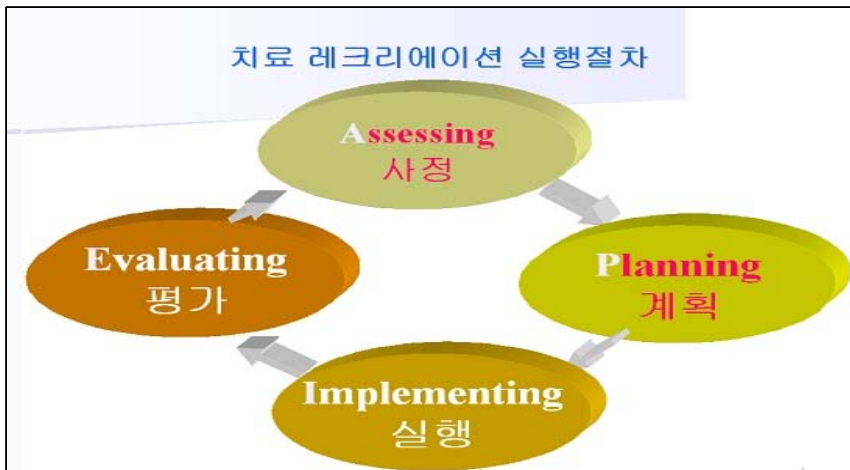 치료 레크리에이션 실행절차
Assessing
사정
Evaluating
평가
Planning
계획
Implementing
실행